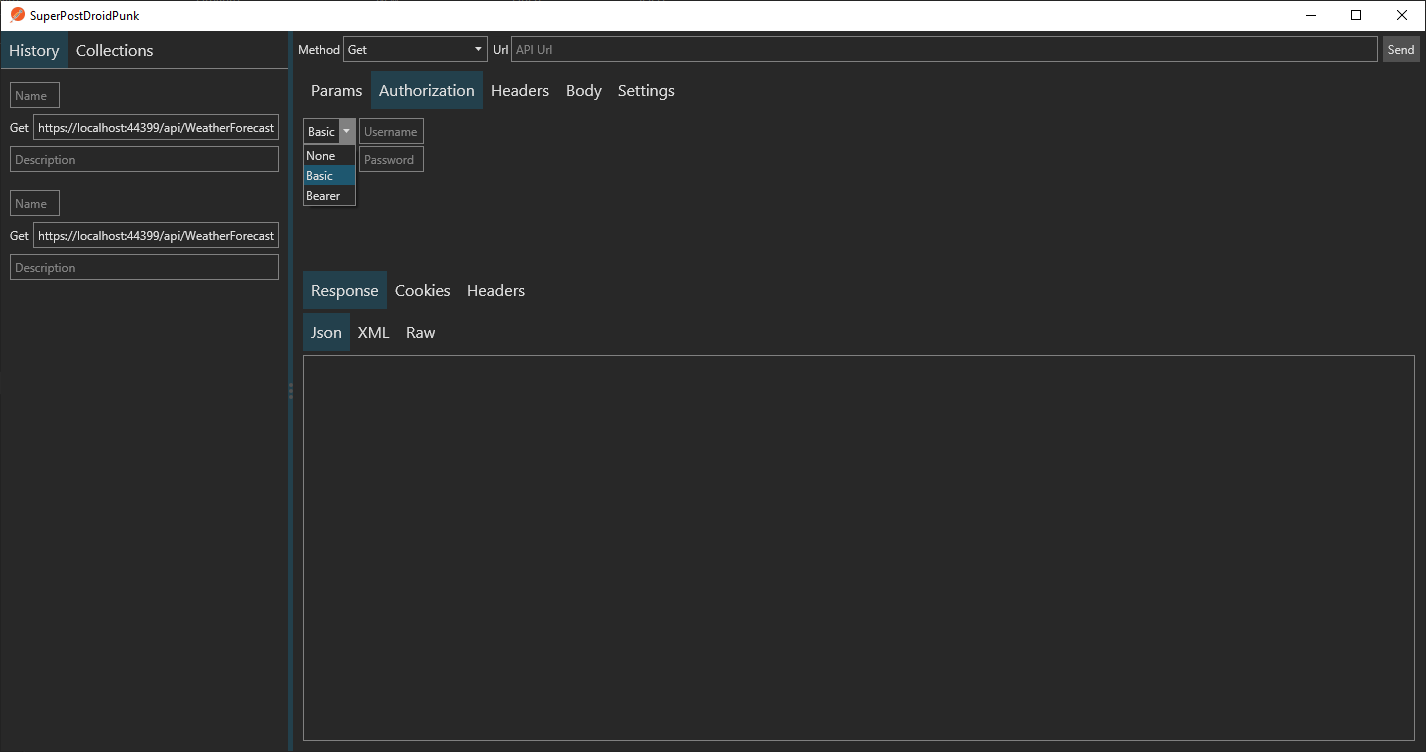 SuperPostDroidPunk
History Collections
Name
Get https://localhost:44399/api/WeatherForecast
Description
Name
Get https://localhost:44399/api/WeatherForecast
Description
Method Get Url API Url Send
Params Authorization Headers Body Settings
Basic Username
None Password
Basic
Bearer
Response Cookies Headers
Json XML Raw